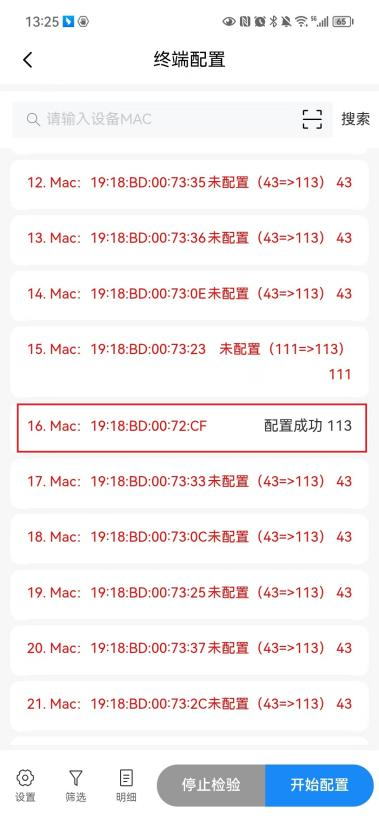 13:25
65
终端配置
请输入设备MAC
搜索
12. Mac: 19:18:BD:00:73:35未配置（43=>113） 43
13. Mac: 19:18:BD:00:73:36未配置（43=>113） 43
14. Mac: 19:18:BD:00:73:0E未配置（43=>113） 43
15. Mac: 19:18:BD:00:73:23 未配置（111=>113）
111
16. Mac: 19:18:BD:00:72:CF 配置成功 113
17. Mac: 19:18:BD:00:73:33未配置（43=>113） 43
18. Mac: 19:18:BD:00:73:0C未配置（43=>113） 43
19. Mac: 19:18:BD:00:73:25未配置（43=>113） 43
20. Mac: 19:18:BD:00:73:37未配置（43=>113） 43
21. Mac: 19:18:BD:00:73:2C未配置（43=>113） 43
设置
筛选
明细
停止检验
开始配置